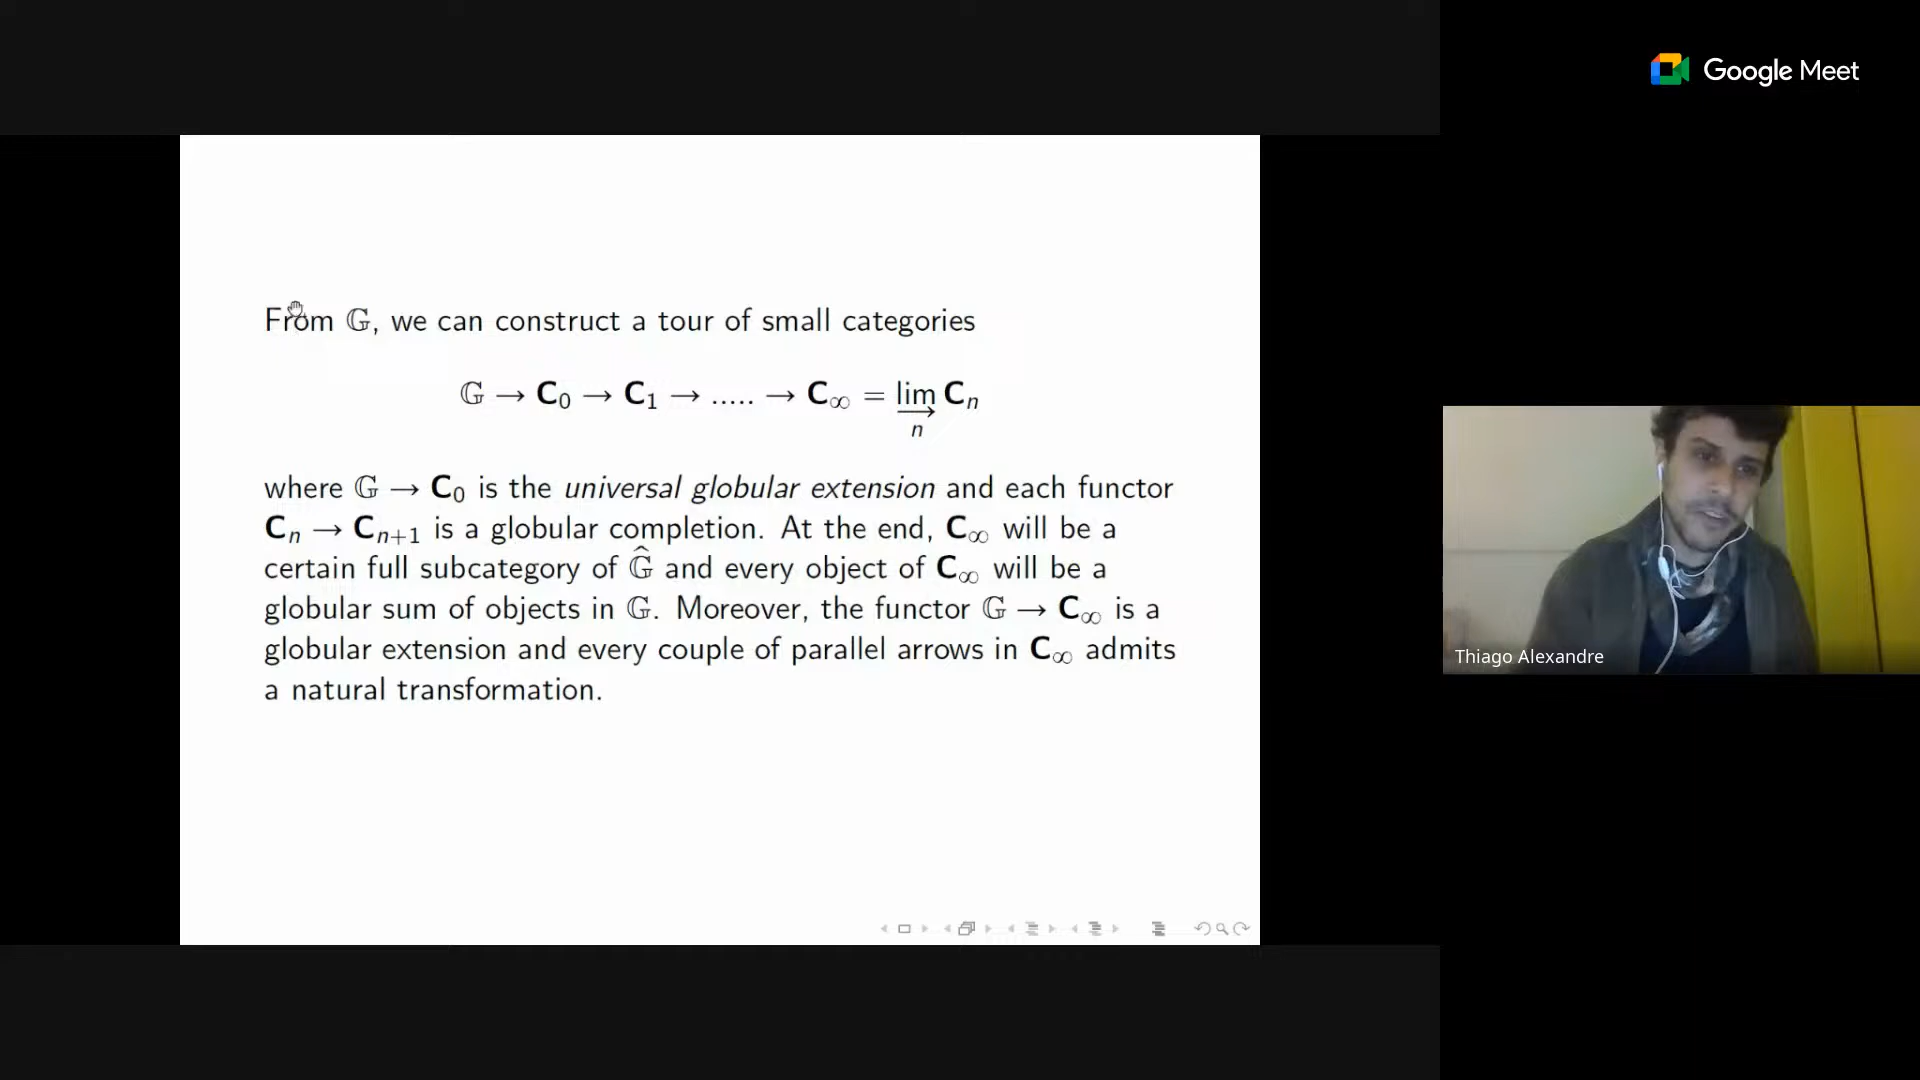 Google Meet
From 𝔾, we can construct a tour of small categories
𝔾 → C₀ → C₁ → ..... → C∞ = lim→ₙ Cₙ
where 𝔾 → C₀ is the universal globular extension and each functor
Cₙ → Cₙ₊₁ is a globular completion. At the end, C∞ will be a
certain full subcategory of 𝔾̂ and every object of C∞ will be a
globular sum of objects in 𝔾. Moreover, the functor 𝔾 → C∞ is a
globular extension and every couple of parallel arrows in C∞ admits
a natural transformation.
Thiago Alexandre